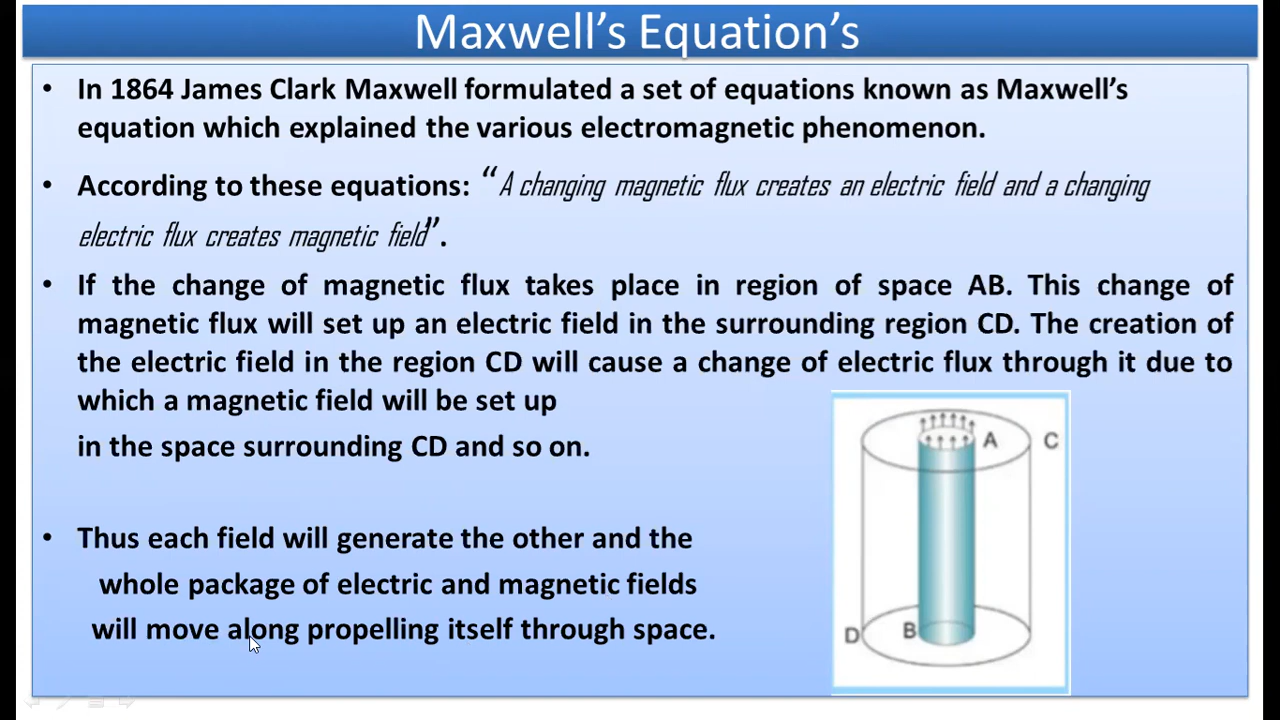 Maxwell's Equation's
• In 1864 James Clark Maxwell formulated a set of equations known as Maxwell's
equation which explained the various electromagnetic phenomenon.
• According to these equations: “A changing magnetic flux creates an electric field and a changing
electric flux creates magnetic field”.
• If the change of magnetic flux takes place in region of space AB. This change of
magnetic flux will set up an electric field in the surrounding region CD. The creation of
the electric field in the region CD will cause a change of electric flux through it due to
which a magnetic field will be set up
in the space surrounding CD and so on.
• Thus each field will generate the other and the
whole package of electric and magnetic fields
will move along propelling itself through space.
A C
D B